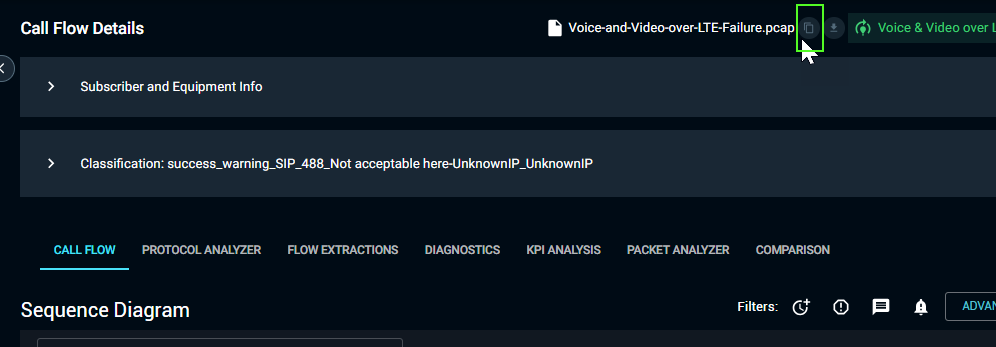 Call Flow Details
Voice-and-Video-over-LTE-Failure.pcap
Voice & Video over L
Subscriber and Equipment Info
Classification: success_warning_SIP_488_Not acceptable here-UnknownIP_UnknownIP
CALL FLOW PROTOCOL ANALYZER FLOW EXTRACTIONS DIAGNOSTICS KPI ANALYSIS PACKET ANALYZER COMPARISON
Sequence Diagram
Filters:
ADVAN